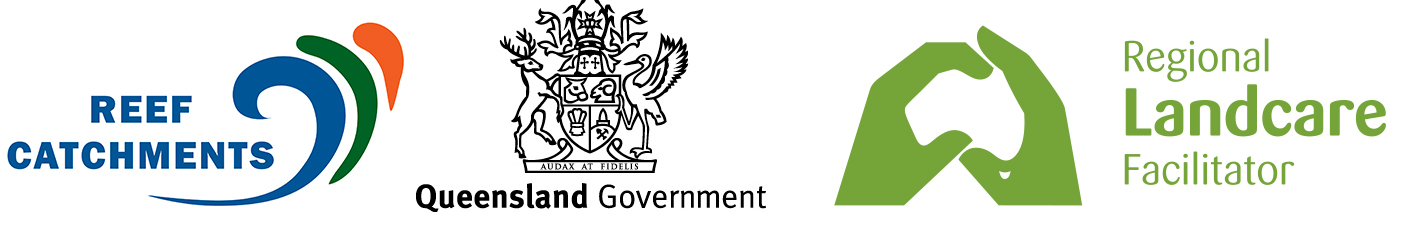 REEF
CATCHMENTS
AUDAX AT FIDELIS
Queensland Government
Regional
Landcare
Facilitator